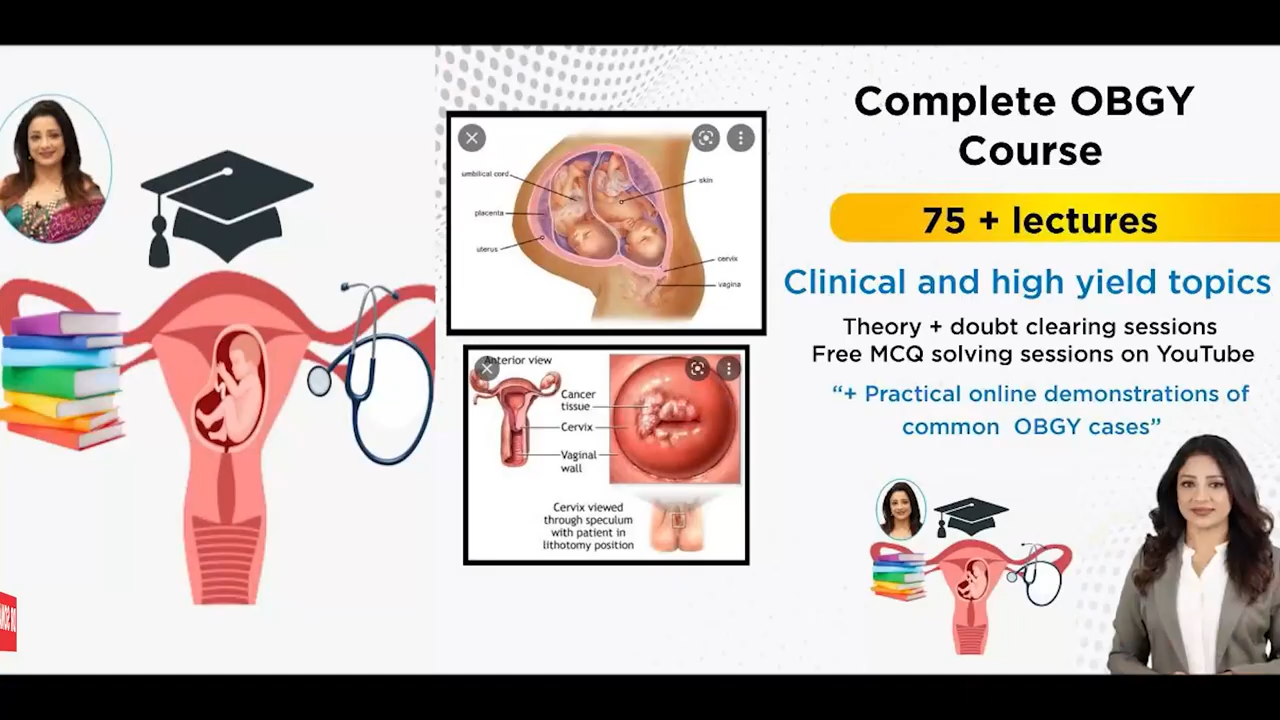 umbilical cord
placenta
uterus
skin
cervix
vagina
Anterior view
Cancer
tissue
Cervix
Vaginal
wall
Cervix viewed
through speculum
with patient in
lithotomy position
Complete OBGY
Course
75 + lectures
Clinical and high yield topics
Theory + doubt clearing sessions
Free MCQ solving sessions on YouTube
“+ Practical online demonstrations of
common OBGY cases”